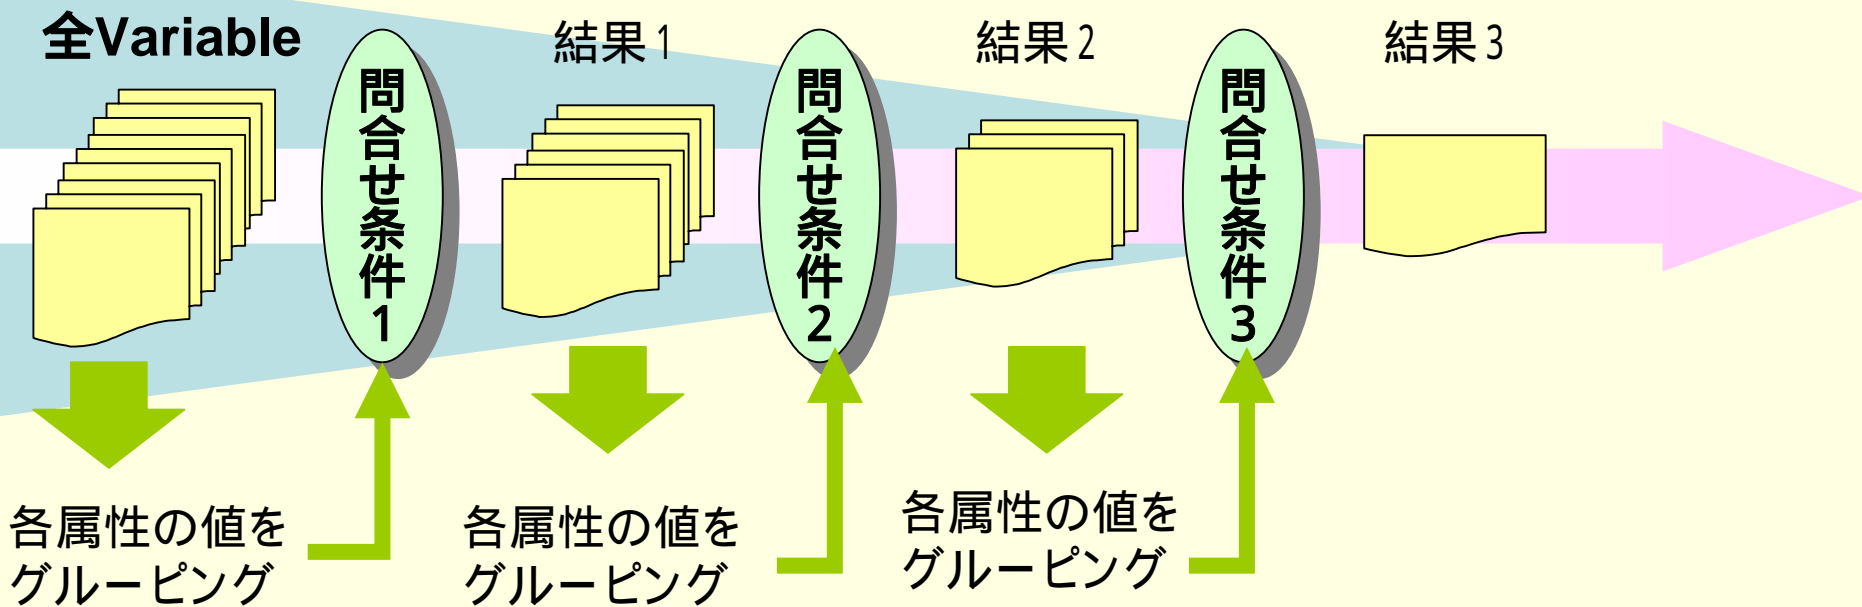 全Variable
結果1
結果2
結果3
問合せ条件1
問合せ条件2
問合せ条件3
各属性の値を
グルーピング
各属性の値を
グルーピング
各属性の値を
グルーピング